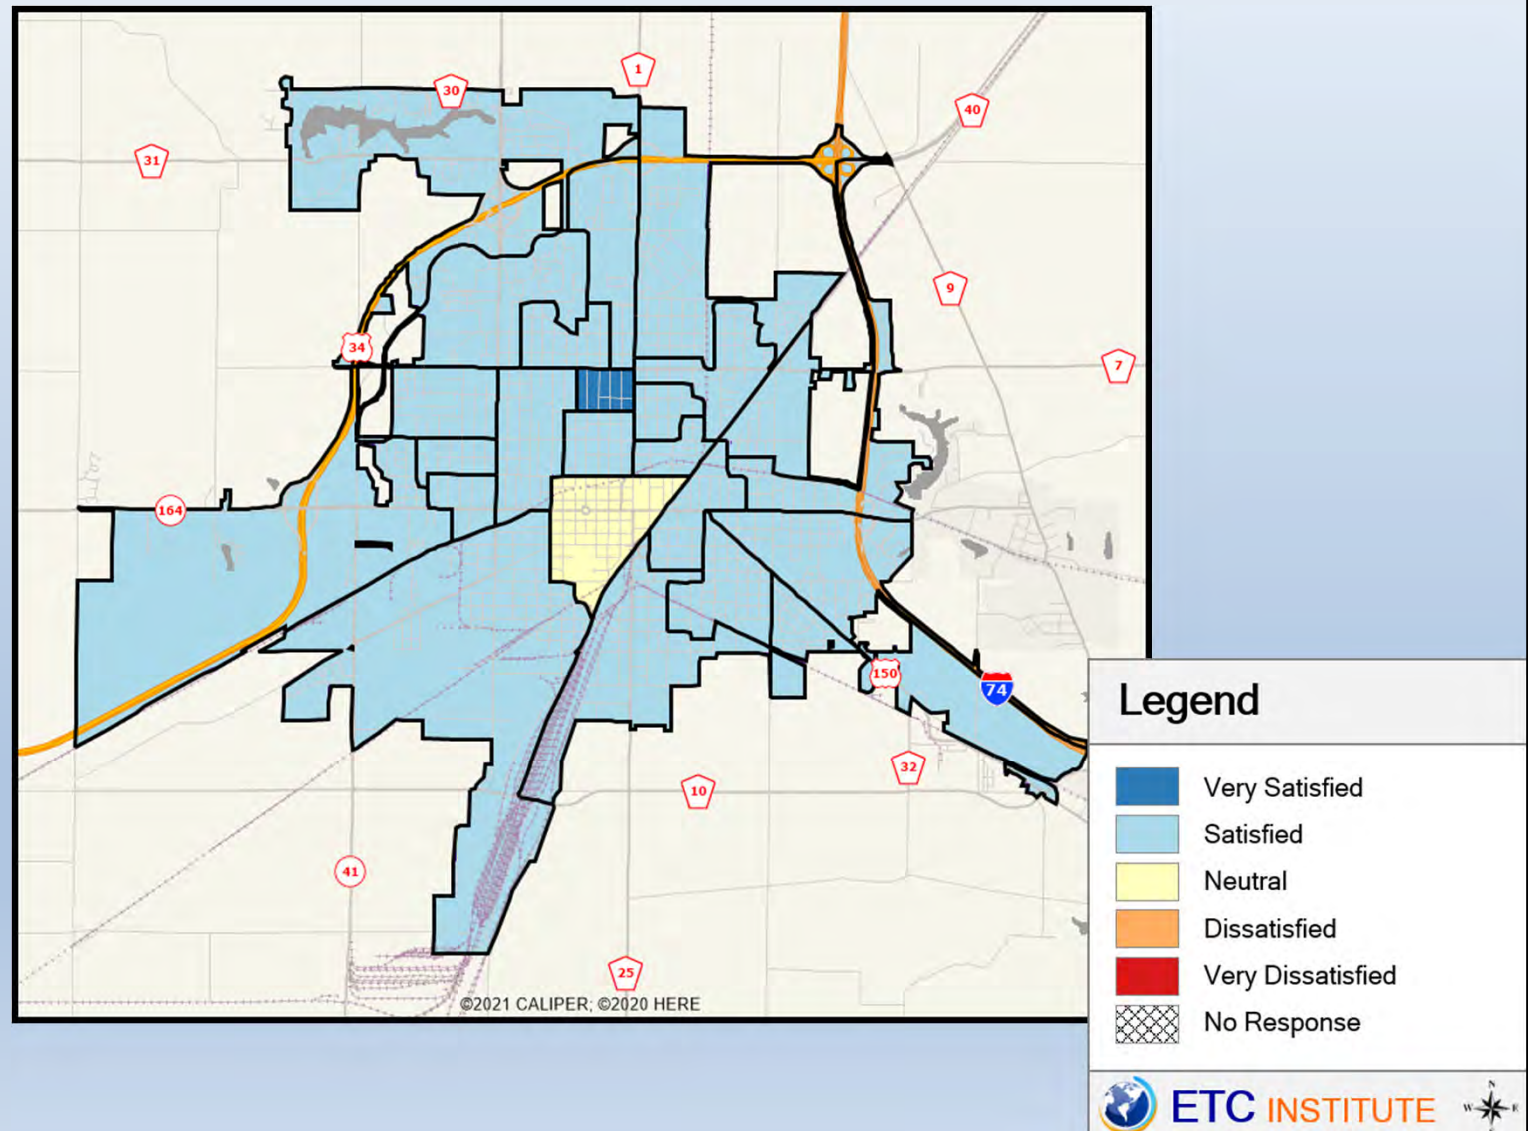 1
30
40
31
9
34
7
164
150
74
32
10
41
25
©2021 CALIPER; ©2020 HERE
Legend
Very Satisfied
Satisfied
Neutral
Dissatisfied
Very Dissatisfied
No Response
ETC INSTITUTE
N
W E